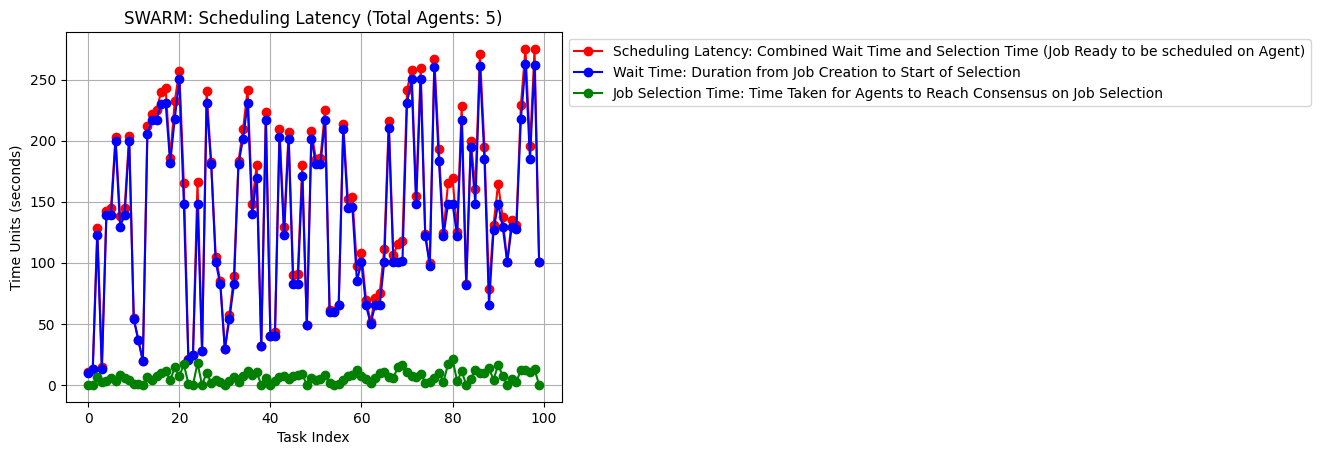 SWARM: Scheduling Latency (Total Agents: 5)
Scheduling Latency: Combined Wait Time and Selection Time (Job Ready to be scheduled on Agent)
Wait Time: Duration from Job Creation to Start of Selection
Job Selection Time: Time Taken for Agents to Reach Consensus on Job Selection
Time Units (seconds)
250
200
150
100
50
0
0 20 40 60 80 100
Task Index